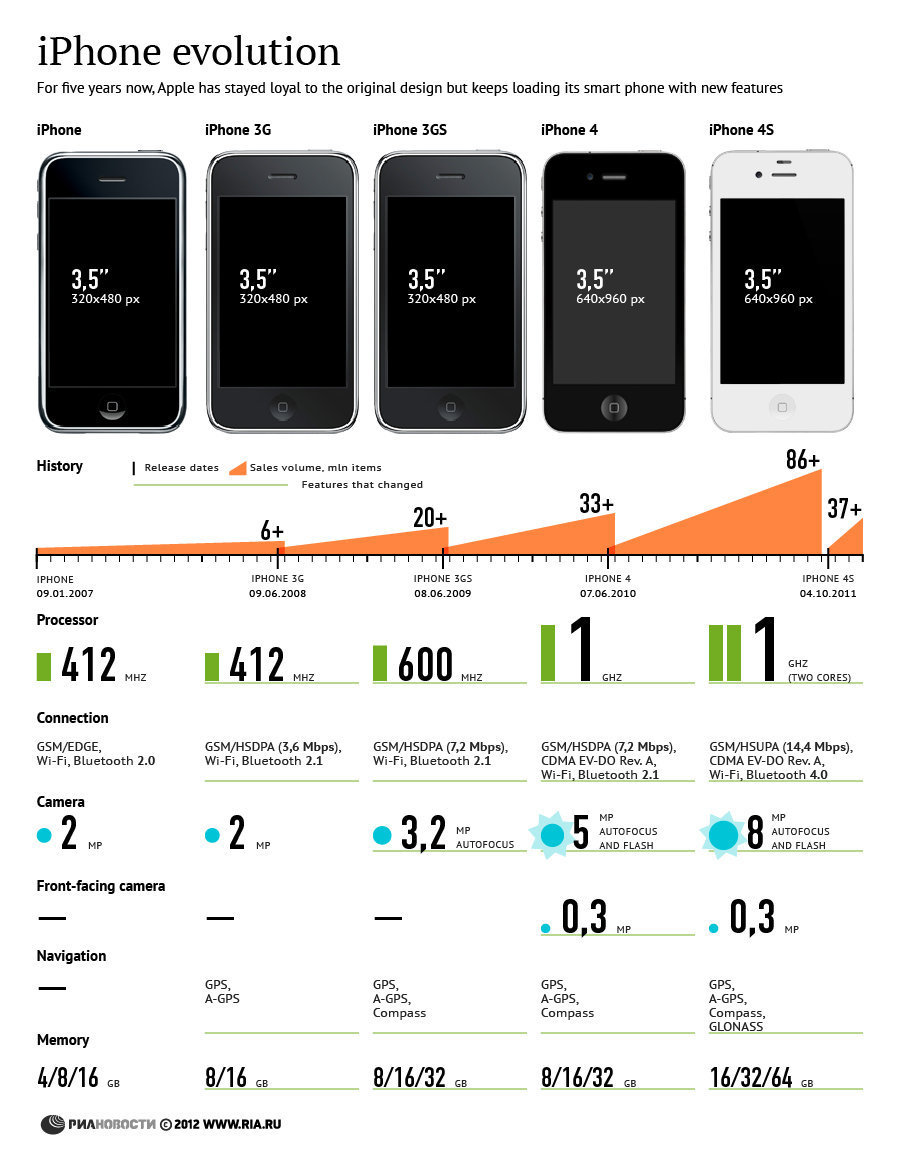 iPhone evolution
For five years now, Apple has stayed loyal to the original design but keeps loading its smart phone with new features
iPhone
iPhone 3G
iPhone 3GS
iPhone 4
iPhone 4S
3,5’’
320x480 px
3,5’’
320x480 px
3,5’’
320x480 px
3,5’’
640x960 px
3,5’’
640x960 px
History
Release dates
Sales volume, mln items
Features that changed
6+
20+
33+
86+
37+
IPHONE
09.01.2007
IPHONE 3G
09.06.2008
IPHONE 3GS
08.06.2009
IPHONE 4
07.06.2010
IPHONE 4S
04.10.2011
Processor
412 MHZ
412 MHZ
600 MHZ
1 GHZ
1 GHZ
(TWO CORES)
Connection
GSM/EDGE,
Wi-Fi, Bluetooth 2.0
GSM/HSDPA (3,6 Mbps),
Wi-Fi, Bluetooth 2.1
GSM/HSDPA (7,2 Mbps),
Wi-Fi, Bluetooth 2.1
GSM/HSDPA (7,2 Mbps),
CDMA EV-DO Rev. A,
Wi-Fi, Bluetooth 2.1
GSM/HSUPA (14,4 Mbps),
CDMA EV-DO Rev. A,
Wi-Fi, Bluetooth 4.0
Camera
2 MP
2 MP
3,2 MP
AUTOFOCUS
5 MP
AUTOFOCUS
AND FLASH
8 MP
AUTOFOCUS
AND FLASH
Front-facing camera
—
—
—
0,3 MP
0,3 MP
Navigation
—
GPS,
A-GPS
GPS,
A-GPS,
Compass
GPS,
A-GPS,
Compass
GPS,
A-GPS,
Compass,
GLONASS
Memory
4/8/16 GB
8/16 GB
8/16/32 GB
8/16/32 GB
16/32/64 GB
РИАНОВОСТИ © 2012 WWW.RIA.RU